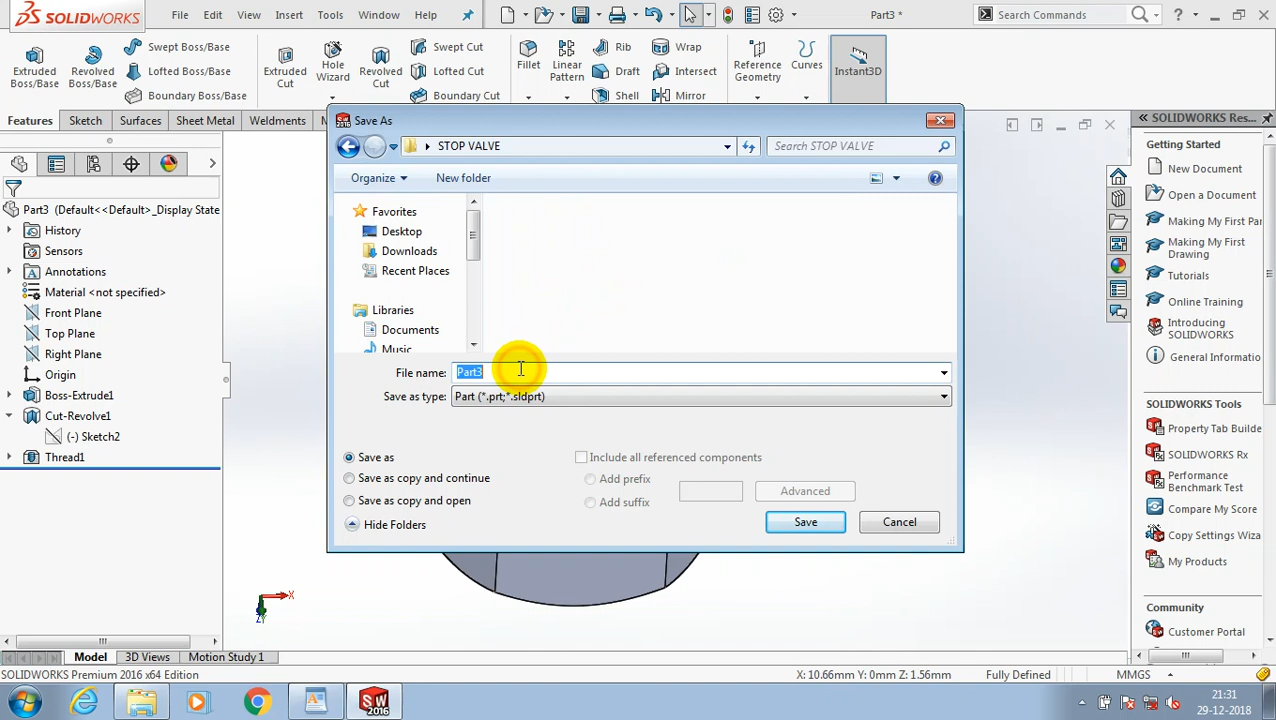 SOLIDWORKS File Edit View Insert Tools Window Help Part3 * Search Commands ?
Extruded Boss/Base
Revolved Boss/Base
Swept Boss/Base
Lofted Boss/Base
Boundary Boss/Base
Extruded Cut
Hole Wizard
Revolved Cut
Swept Cut
Lofted Cut
Boundary Cut
Fillet
Linear Pattern
Rib
Draft
Shell
Wrap
Intersect
Mirror
Reference Geometry
Curves
Instant3D
Features Sketch Surfaces Sheet Metal Weldments
Part3 (Default<<Default>_Display State
History
Sensors
Annotations
Material <not specified>
Front Plane
Top Plane
Right Plane
Origin
Boss-Extrude1
Cut-Revolve1
(-) Sketch2
Thread1
Save As
STOP VALVE
Search STOP VALVE
Organize
New folder
Favorites
Desktop
Downloads
Recent Places
Libraries
Documents
Music
File name: Part3
Save as type: Part (*.prt;*.sldprt)
Save as
Save as copy and continue
Save as copy and open
Include all referenced components
Add prefix
Add suffix
Advanced
Hide Folders
Save
Cancel
X
Z
SOLIDWORKS Res...
Getting Started
New Document
Open a Document
Making My First Par
Making My First
Drawing
Tutorials
Online Training
Introducing
SOLIDWORKS
General Informatio
SOLIDWORKS Tools
Property Tab Builde
SOLIDWORKS Rx
Performance
Benchmark Test
Compare My Score
Copy Settings Wiza
My Products
Community
Customer Portal
Model 3D Views Motion Study 1
SOLIDWORKS Premium 2016 x64 Edition X: 10.66mm Y: 0mm Z: 1.56mm Fully Defined MMGS
SW
2016
21:31
29-12-2018